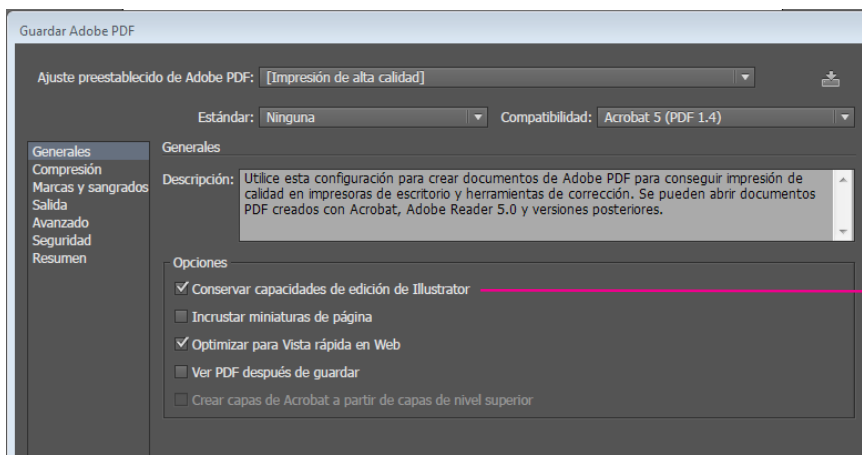 Guardar Adobe PDF
Ajuste preestablecido de Adobe PDF: [Impresión de alta calidad]
Estándar: Ninguna Compatibilidad: Acrobat 5 (PDF 1.4)
Generales
Compresión
Marcas y sangrados
Salida
Avanzado
Seguridad
Resumen
Generales
Descripción: Utilice esta configuración para crear documentos de Adobe PDF para conseguir impresión de
calidad en impresoras de escritorio y herramientas de corrección. Se pueden abrir documentos
PDF creados con Acrobat, Adobe Reader 5.0 y versiones posteriores.
Opciones
Conservar capacidades de edición de Illustrator
Incrustar miniaturas de página
Optimizar para Vista rápida en Web
Ver PDF después de guardar
Crear capas de Acrobat a partir de capas de nivel superior